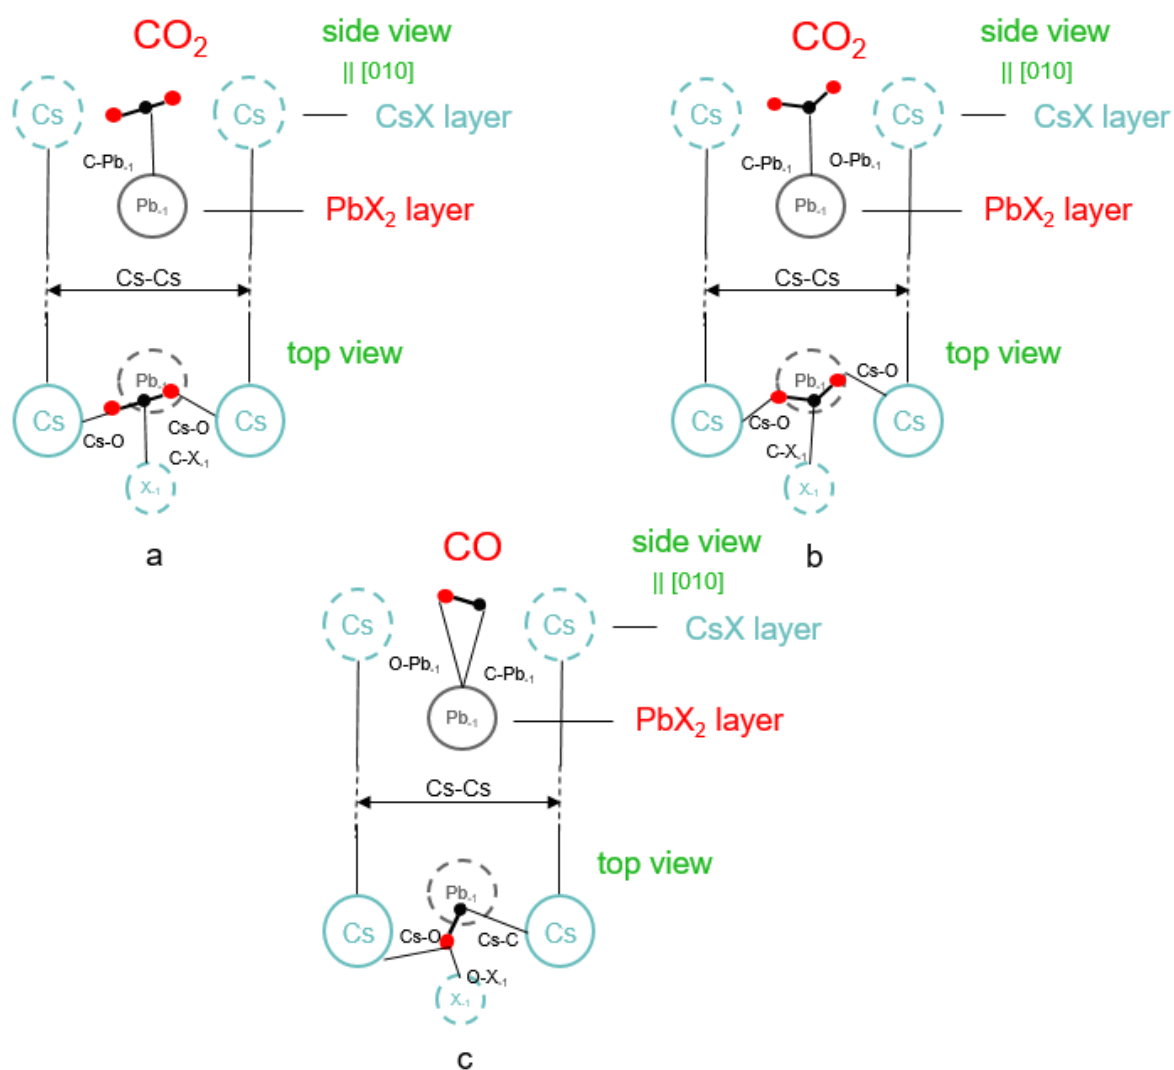 CO₂
side view
|| [010]
Cs
Cs
CsX layer
C-Pb₋₁
Pb₋₁
PbX₂ layer
Cs-Cs
top view
Pb₋₁
Cs
Cs
Cs-O
Cs-O
C-X₋₁
X₋₁
a
CO₂
side view
|| [010]
Cs
Cs
CsX layer
C-Pb₋₁
O-Pb₋₁
Pb₋₁
PbX₂ layer
Cs-Cs
top view
Pb₋₁
Cs-O
Cs
Cs
Cs-O
C-X₋₁
X₋₁
b
CO
side view
|| [010]
Cs
Cs
CsX layer
O-Pb₋₁
C-Pb₋₁
Pb₋₁
PbX₂ layer
Cs-Cs
top view
Pb₋₁
Cs
Cs
Cs-O
Cs-C
O-X₋₁
X₋₁
c